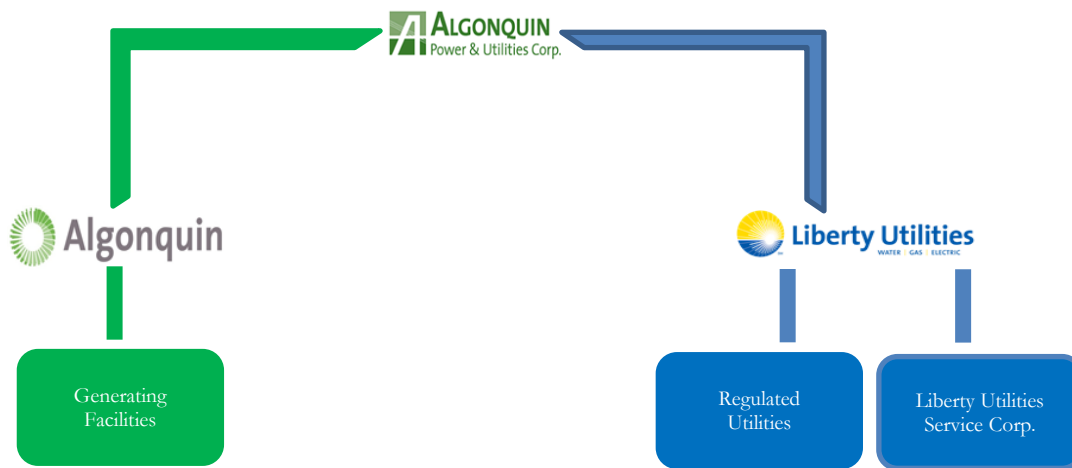 ALGONQUIN
Power & Utilities Corp.
Algonquin
Liberty Utilities
WATER | GAS | ELECTRIC
Generating
Facilities
Regulated
Utilities
Liberty Utilities
Service Corp.